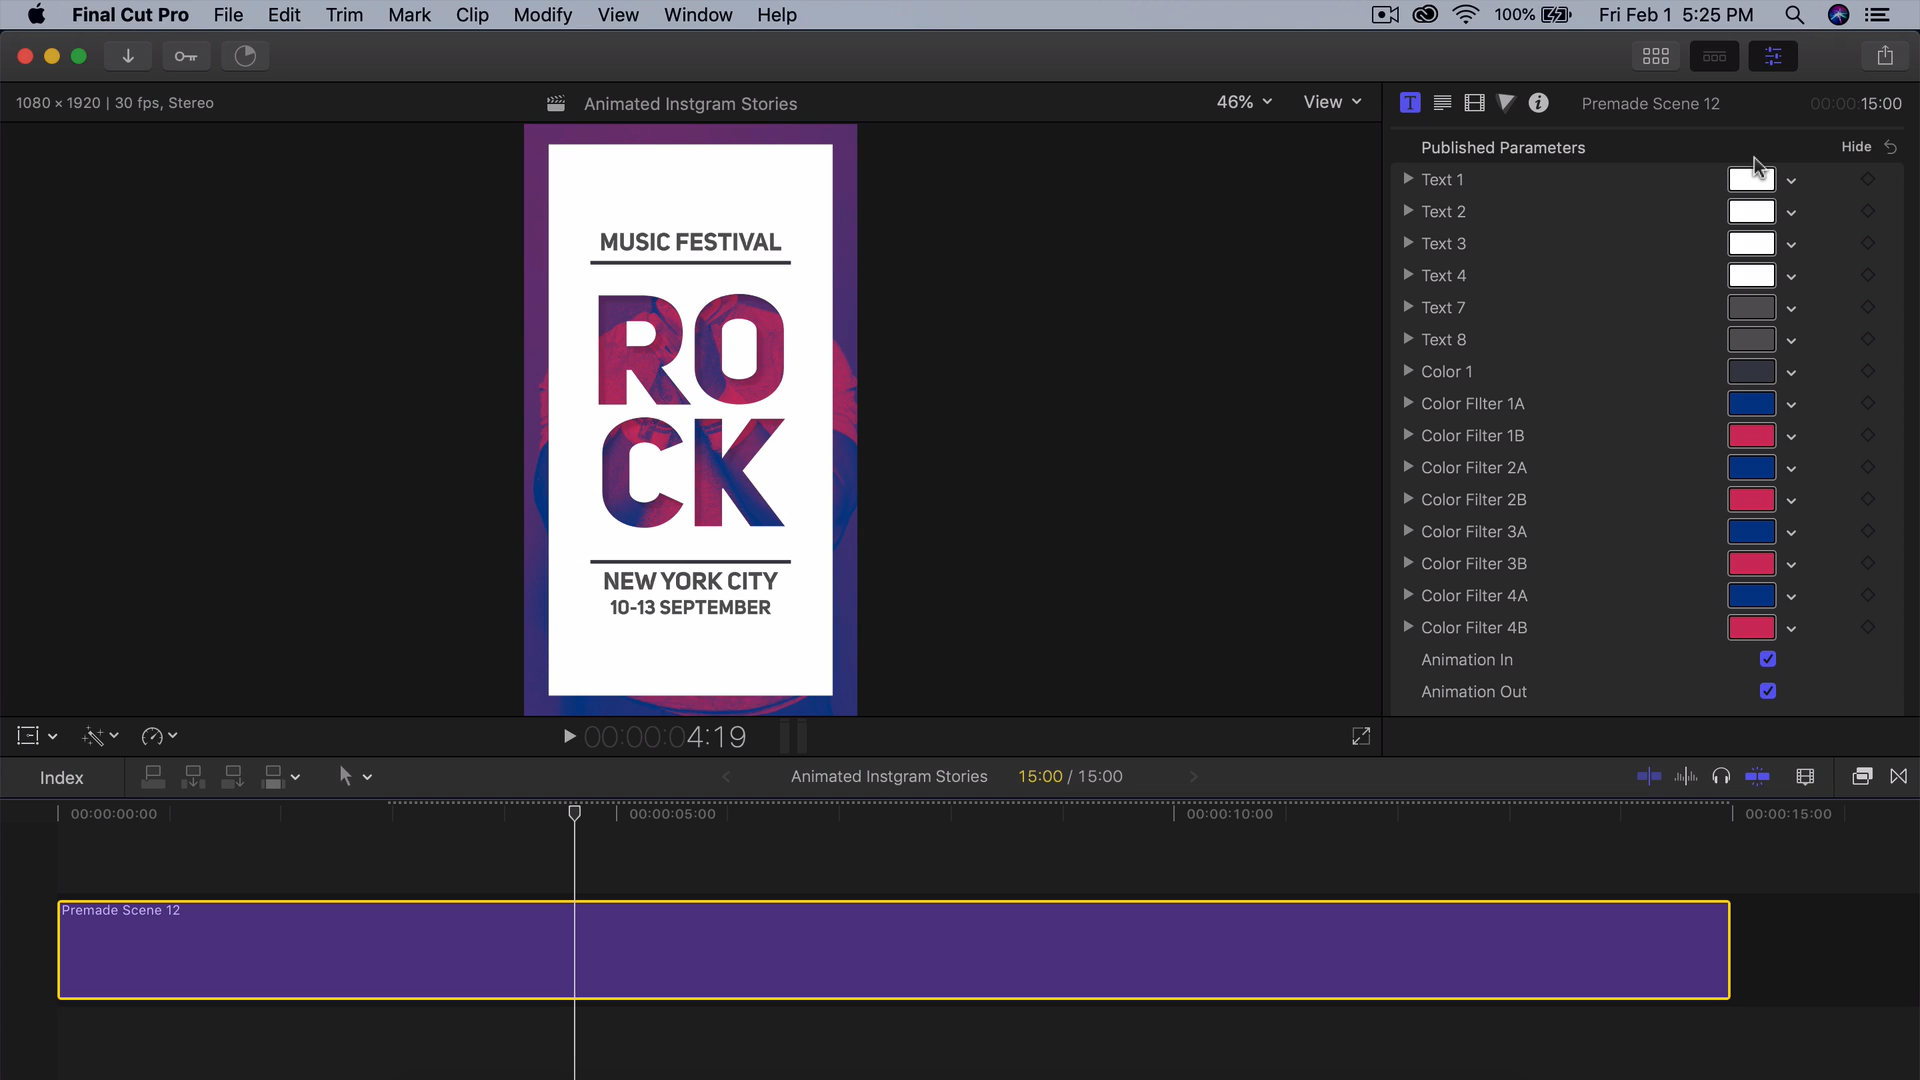 Final Cut Pro File Edit Trim Mark Clip Modify View Window Help 100% Fri Feb 1 5:25 PM
1080 × 1920 | 30 fps, Stereo Animated Instgram Stories 46% View T i Premade Scene 12 00:00:15:00
Published Parameters Hide
Text 1
Text 2
Text 3
Text 4
Text 7
Text 8
Color 1
Color FIlter 1A
Color Filter 1B
Color Filter 2A
Color Filter 2B
Color Filter 3A
Color Filter 3B
Color Filter 4A
Color Filter 4B
Animation In
Animation Out
MUSIC FESTIVAL
RO
CK
NEW YORK CITY
10-13 SEPTEMBER
00:00:04:19
Index Animated Instgram Stories 15:00 / 15:00
00:00:00:00 00:00:05:00 00:00:10:00 00:00:15:00
Premade Scene 12